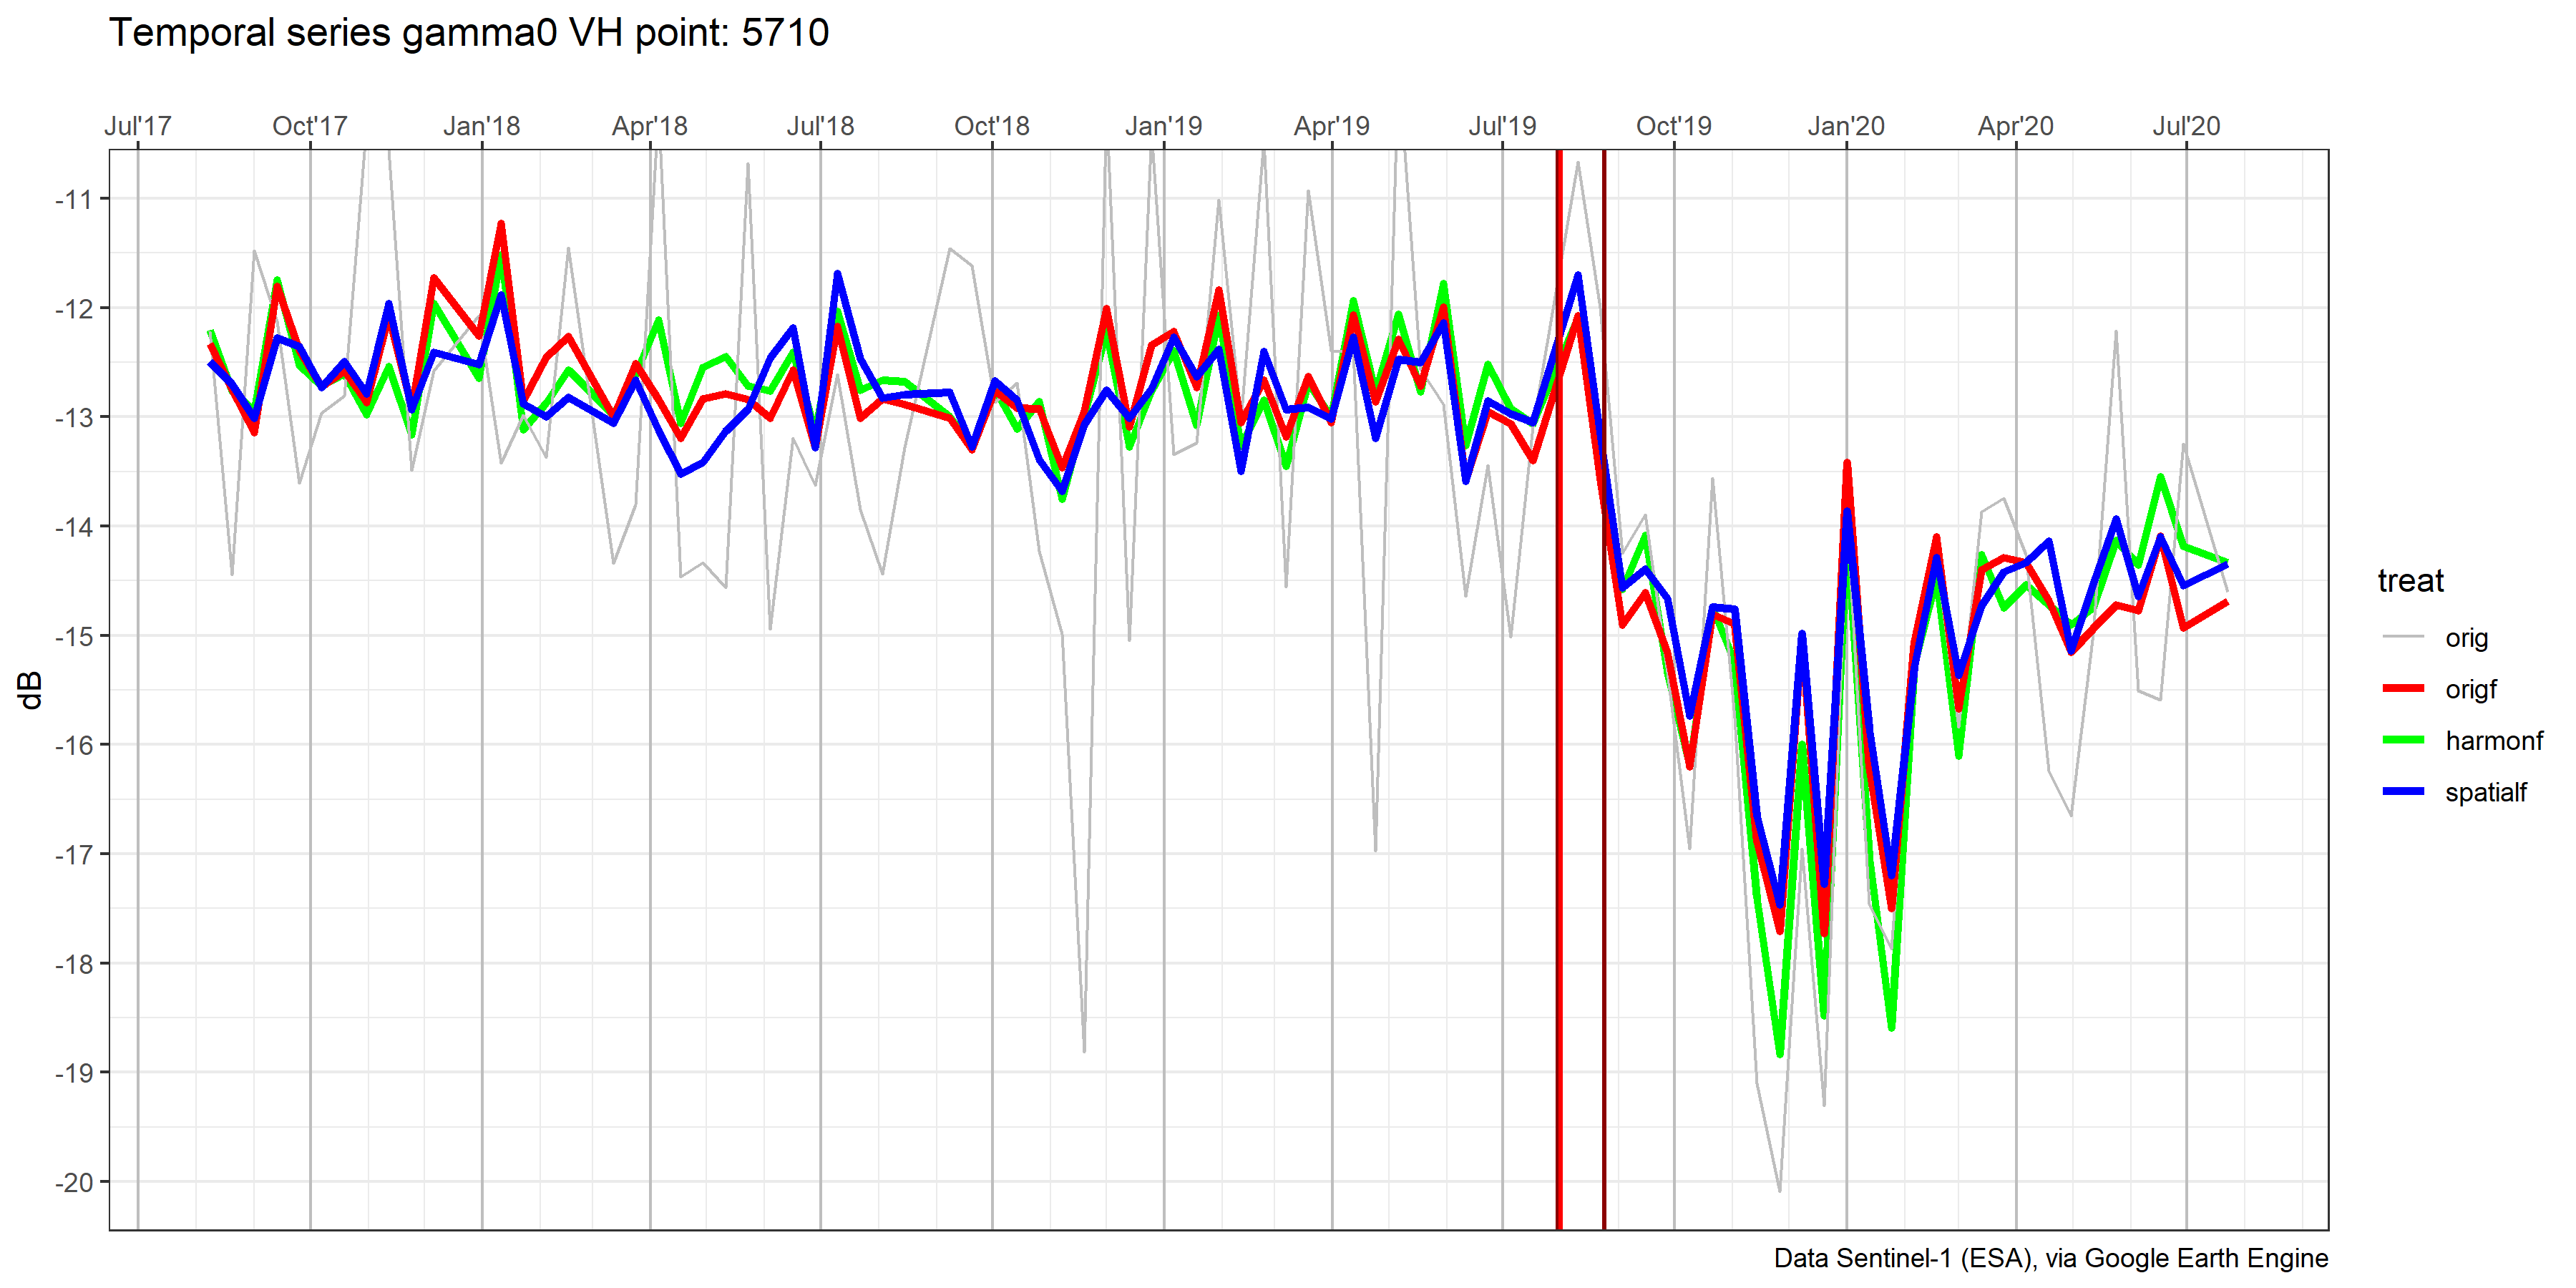 Temporal series gamma0 VH point: 5710
Jul'17 Oct'17 Jan'18 Apr'18 Jul'18 Oct'18 Jan'19 Apr'19 Jul'19 Oct'19 Jan'20 Apr'20 Jul'20
-11
-12
-13
-14
-15
-16
-17
-18
-19
-20
dB
treat
orig
origf
harmonf
spatialf
Data Sentinel-1 (ESA), via Google Earth Engine